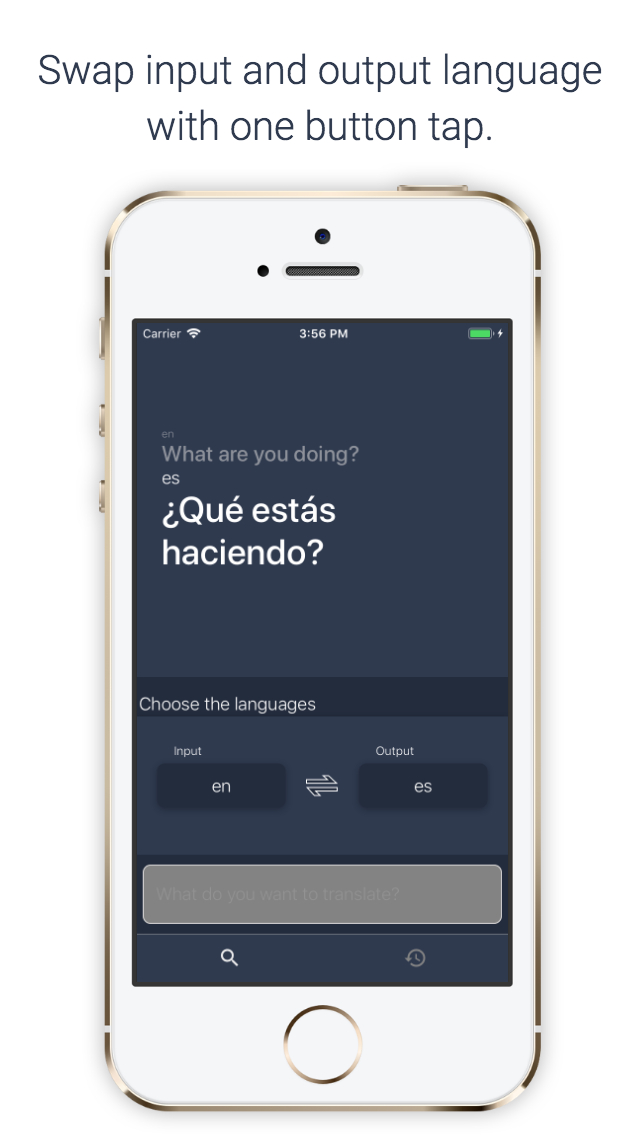 Swap input and output language
with one button tap.
Carrier 3:56 PM
en
What are you doing?
es
¿Qué estás
haciendo?
Choose the languages
Input Output
en es
What do you want to translate?